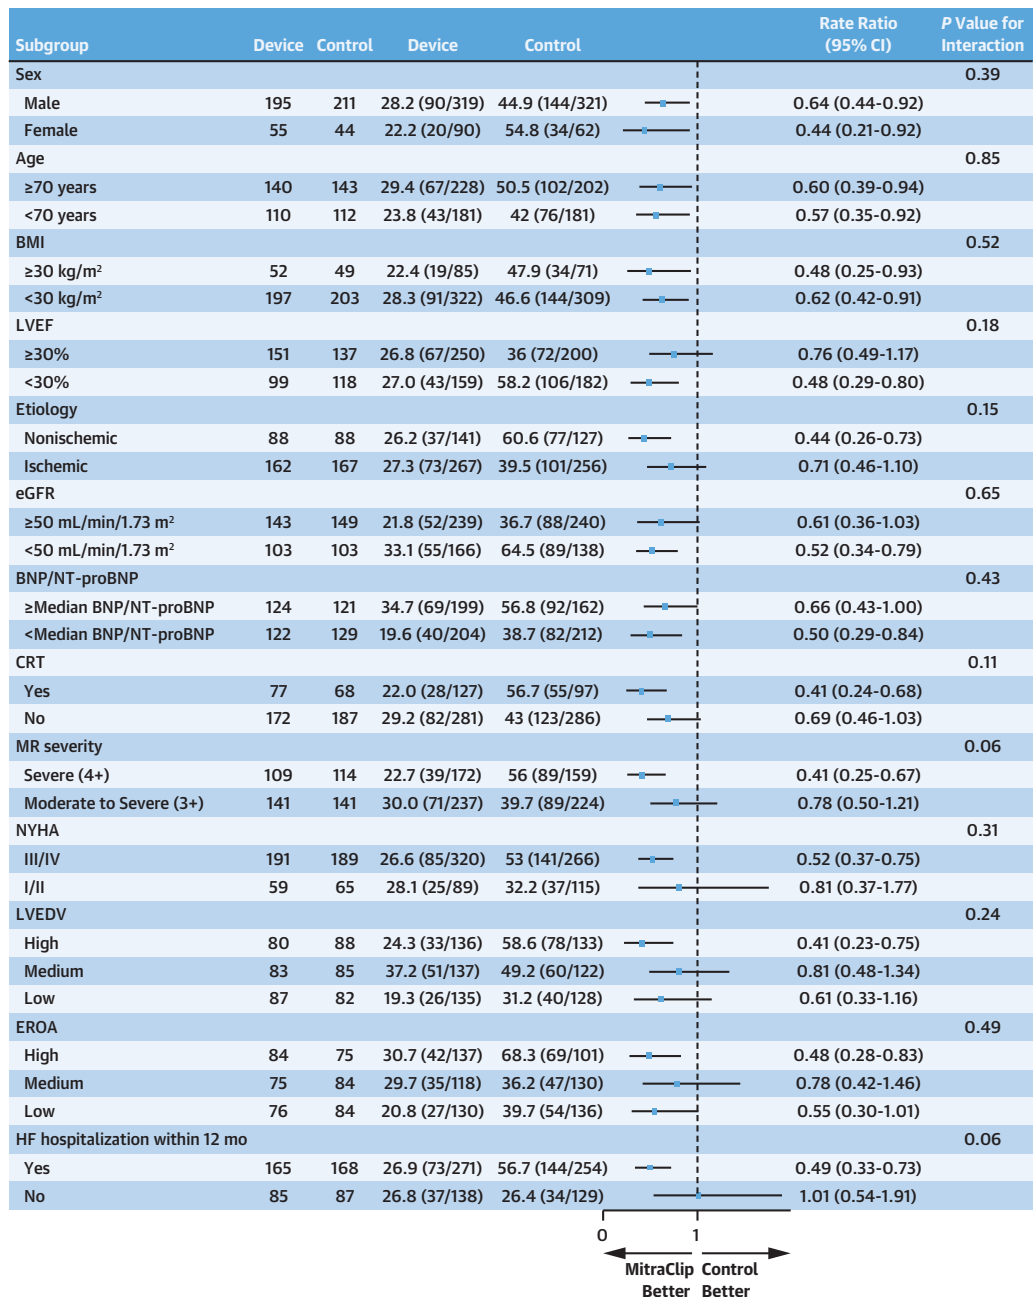 Subgroup Device Control Device Control Rate Ratio (95% CI) P Value for Interaction
Sex 0.39
Male 195 211 28.2 (90/319) 44.9 (144/321) 0.64 (0.44-0.92)
Female 55 44 22.2 (20/90) 54.8 (34/62) 0.44 (0.21-0.92)
Age 0.85
≥70 years 140 143 29.4 (67/228) 50.5 (102/202) 0.60 (0.39-0.94)
<70 years 110 112 23.8 (43/181) 42 (76/181) 0.57 (0.35-0.92)
BMI 0.52
≥30 kg/m² 52 49 22.4 (19/85) 47.9 (34/71) 0.48 (0.25-0.93)
<30 kg/m² 197 203 28.3 (91/322) 46.6 (144/309) 0.62 (0.42-0.91)
LVEF 0.18
≥30% 151 137 26.8 (67/250) 36 (72/200) 0.76 (0.49-1.17)
<30% 99 118 27.0 (43/159) 58.2 (106/182) 0.48 (0.29-0.80)
Etiology 0.15
Nonischemic 88 88 26.2 (37/141) 60.6 (77/127) 0.44 (0.26-0.73)
Ischemic 162 167 27.3 (73/267) 39.5 (101/256) 0.71 (0.46-1.10)
eGFR 0.65
≥50 mL/min/1.73 m² 143 149 21.8 (52/239) 36.7 (88/240) 0.61 (0.36-1.03)
<50 mL/min/1.73 m² 103 103 33.1 (55/166) 64.5 (89/138) 0.52 (0.34-0.79)
BNP/NT-proBNP 0.43
≥Median BNP/NT-proBNP 124 121 34.7 (69/199) 56.8 (92/162) 0.66 (0.43-1.00)
<Median BNP/NT-proBNP 122 129 19.6 (40/204) 38.7 (82/212) 0.50 (0.29-0.84)
CRT 0.11
Yes 77 68 22.0 (28/127) 56.7 (55/97) 0.41 (0.24-0.68)
No 172 187 29.2 (82/281) 43 (123/286) 0.69 (0.46-1.03)
MR severity 0.06
Severe (4+) 109 114 22.7 (39/172) 56 (89/159) 0.41 (0.25-0.67)
Moderate to Severe (3+) 141 141 30.0 (71/237) 39.7 (89/224) 0.78 (0.50-1.21)
NYHA 0.31
III/IV 191 189 26.6 (85/320) 53 (141/266) 0.52 (0.37-0.75)
I/II 59 65 28.1 (25/89) 32.2 (37/115) 0.81 (0.37-1.77)
LVEDV 0.24
High 80 88 24.3 (33/136) 58.6 (78/133) 0.41 (0.23-0.75)
Medium 83 85 37.2 (51/137) 49.2 (60/122) 0.81 (0.48-1.34)
Low 87 82 19.3 (26/135) 31.2 (40/128) 0.61 (0.33-1.16)
EROA 0.49
High 84 75 30.7 (42/137) 68.3 (69/101) 0.48 (0.28-0.83)
Medium 75 84 29.7 (35/118) 36.2 (47/130) 0.78 (0.42-1.46)
Low 76 84 20.8 (27/130) 39.7 (54/136) 0.55 (0.30-1.01)
HF hospitalization within 12 mo 0.06
Yes 165 168 26.9 (73/271) 56.7 (144/254) 0.49 (0.33-0.73)
No 85 87 26.8 (37/138) 26.4 (34/129) 1.01 (0.54-1.91)
0 1
MitraClip Control
Better Better